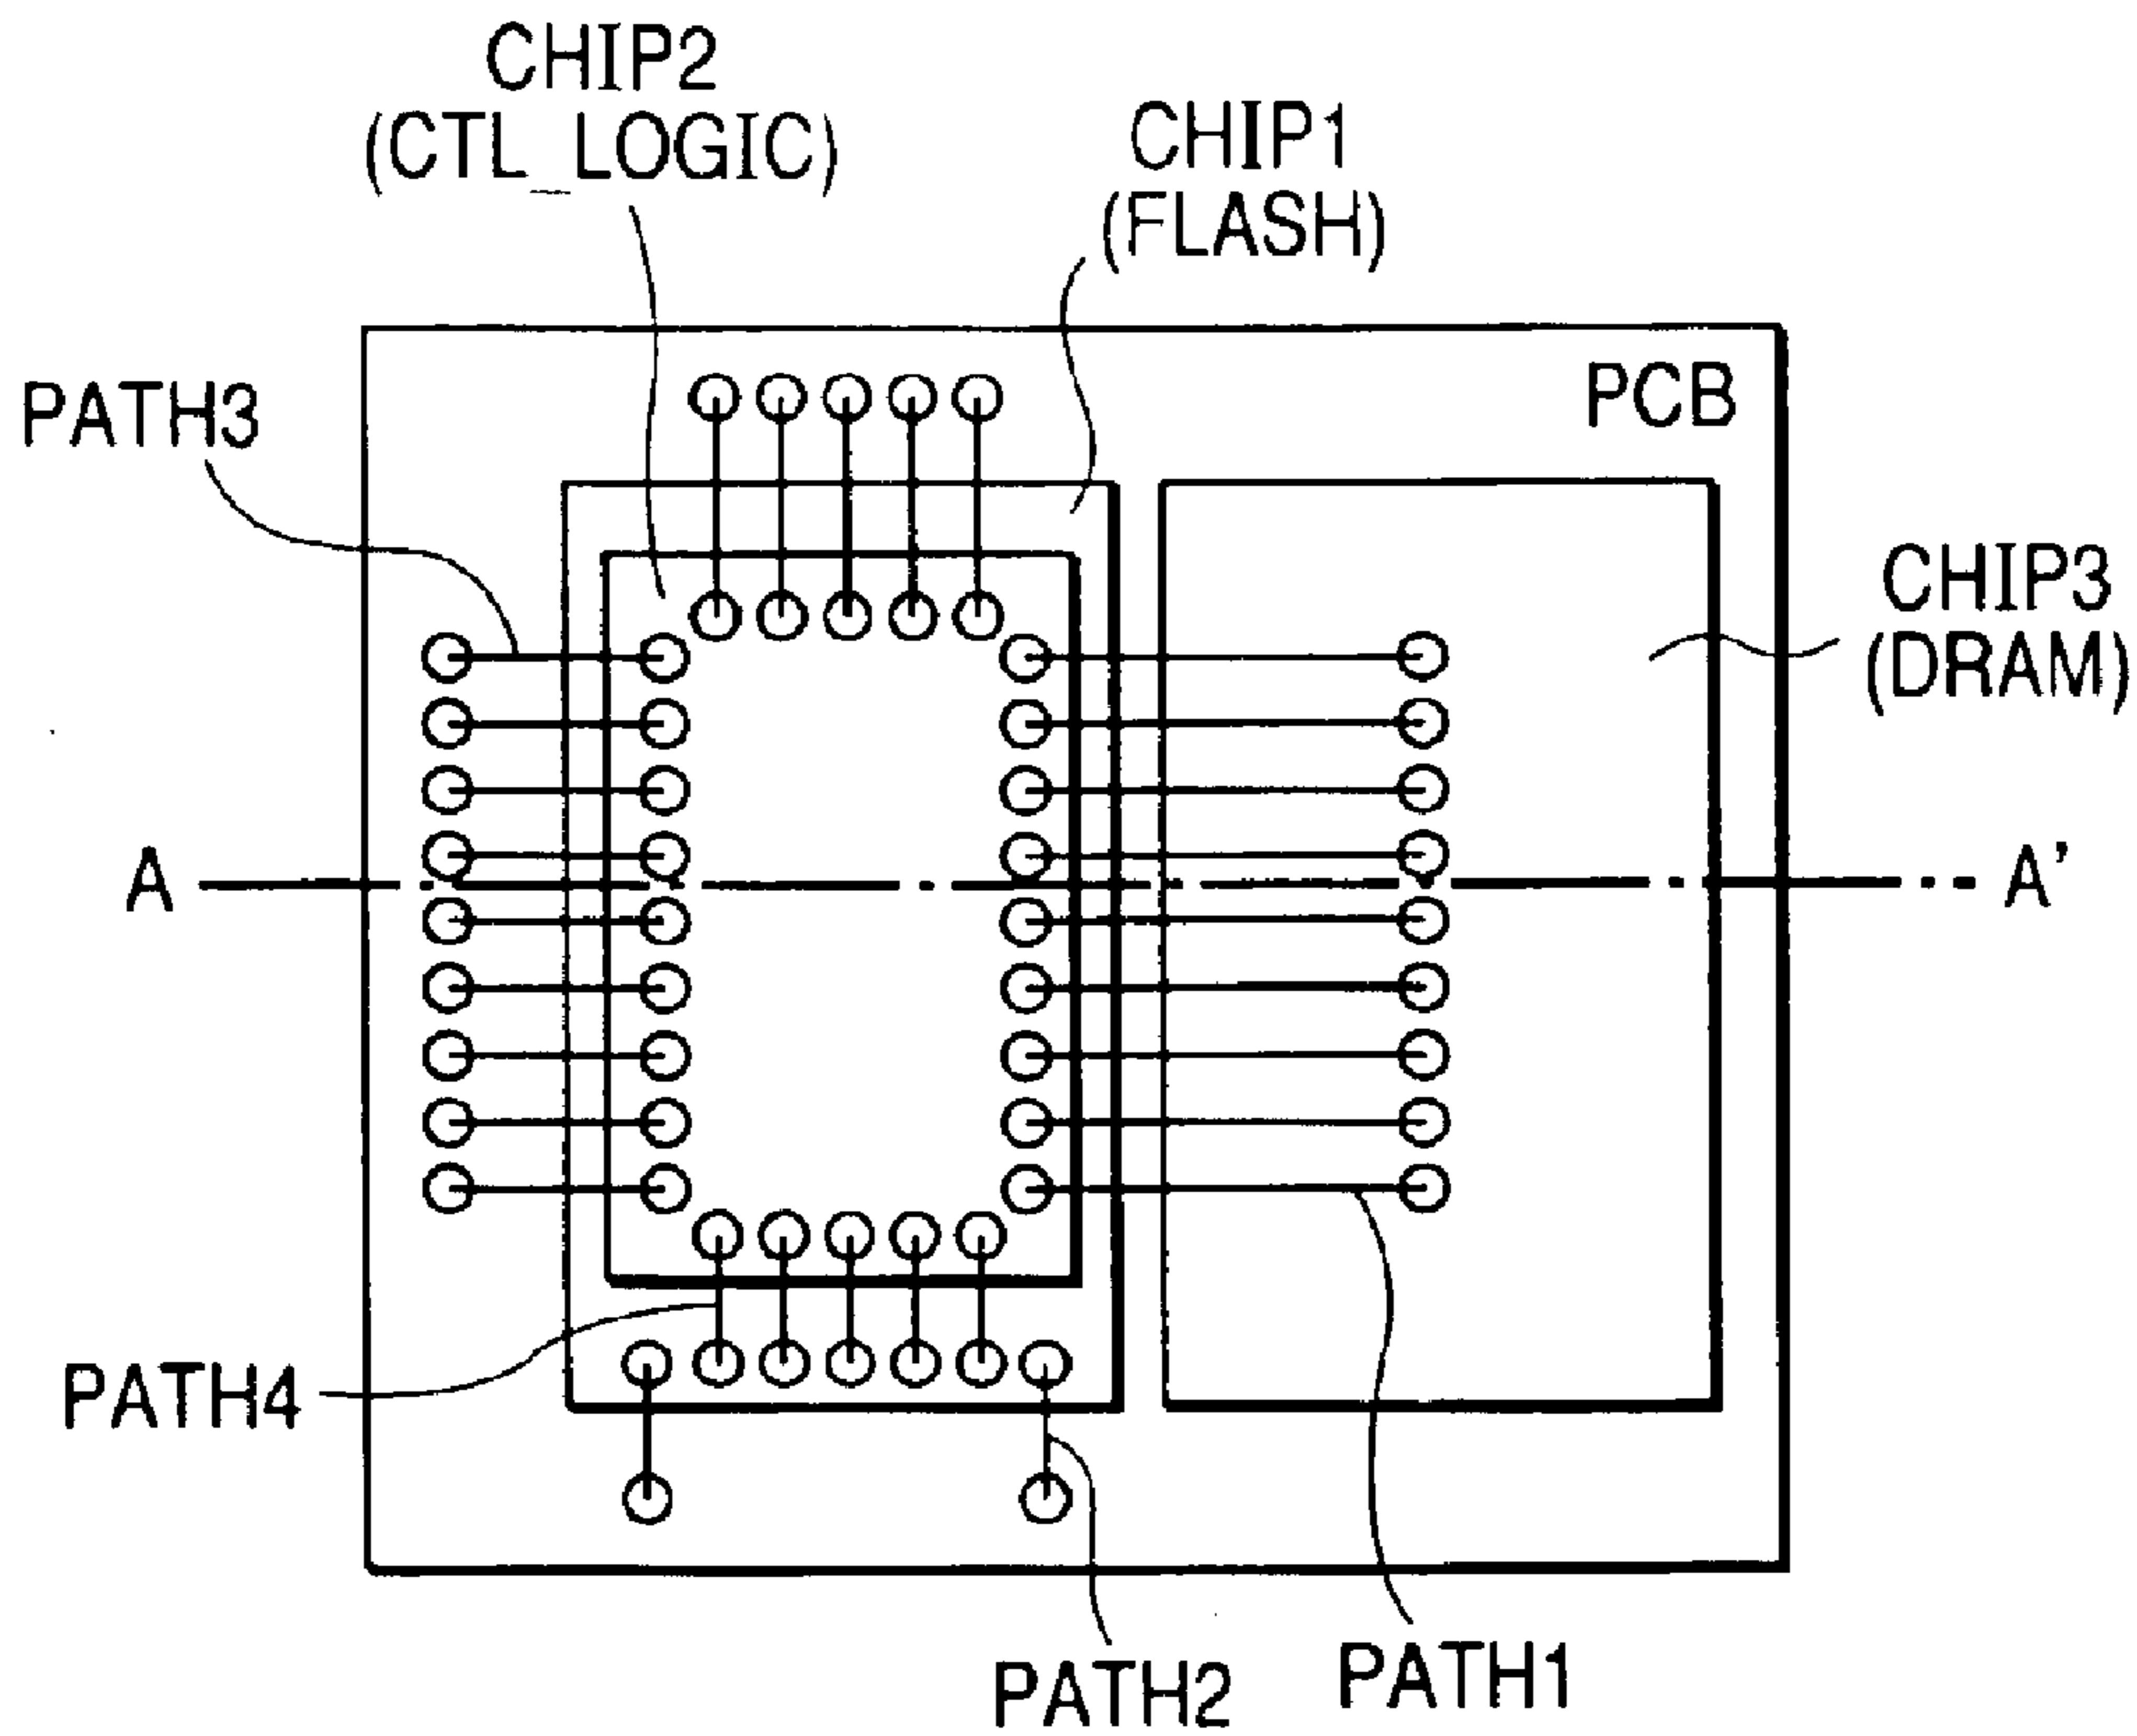 CHIP2
(CTL_LOGIC)
CHIP1
(FLASH)
PCB
PATH3
CHIP3
(DRAM)
A
A'
PATH4
PATH2
PATH1